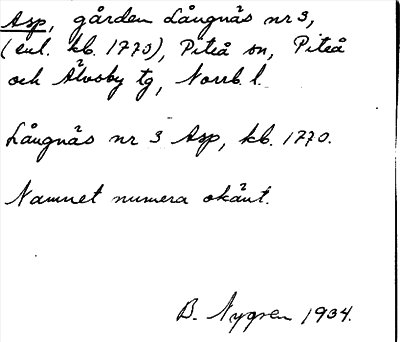 Asp, gården Långnäs nr 3,
(enl. kb. 1770), Piteå sn, Piteå
och Älvsby tg, Norrb. l.
Långnäs nr 3 Asp, kb. 1770.
Namnet numera okänt.
B. Nygren 1934.